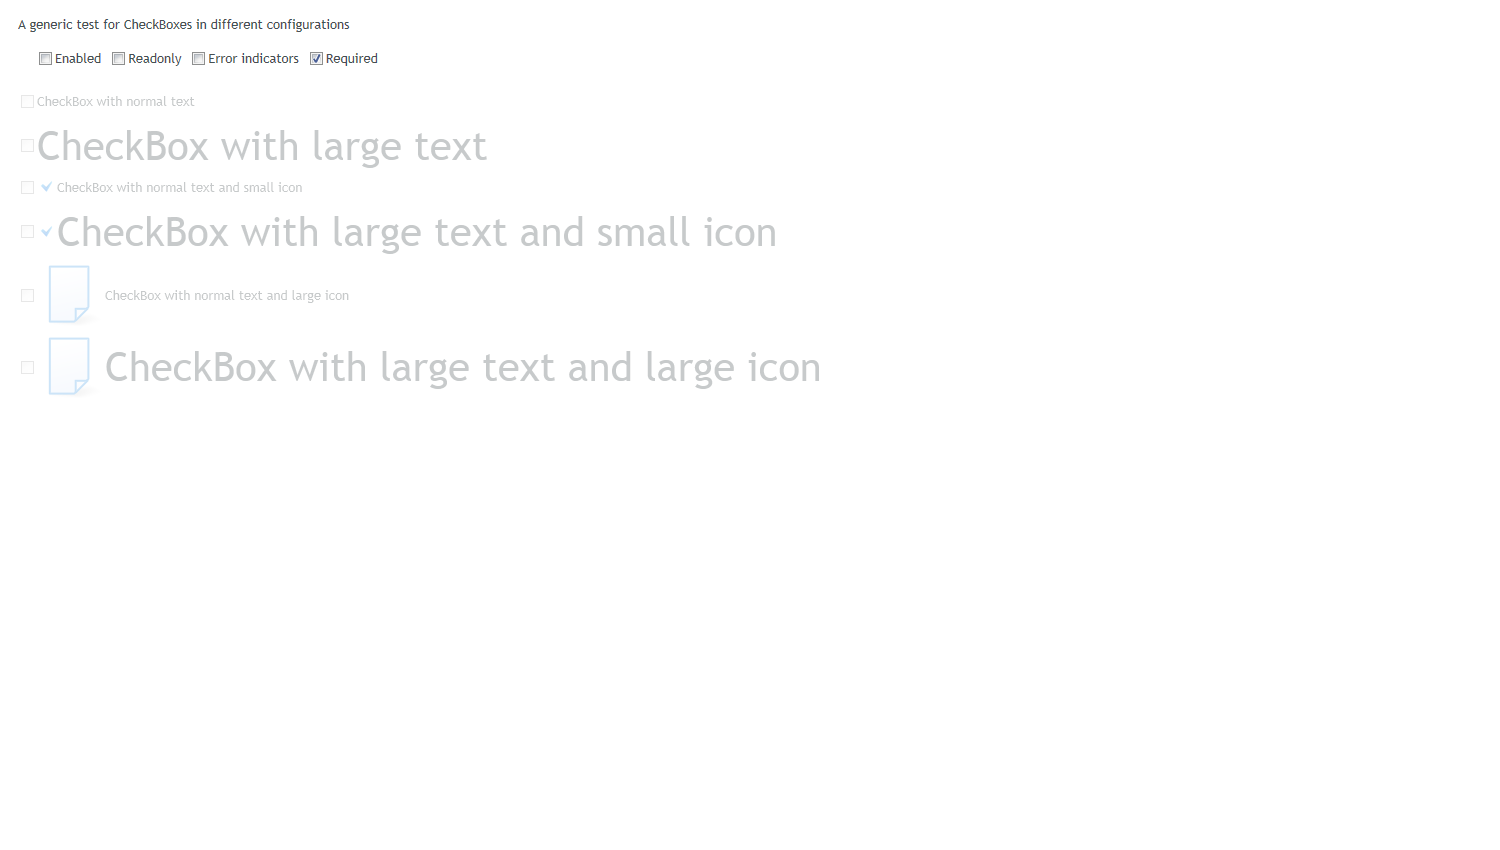 A generic test for CheckBoxes in different configurations
Enabled Readonly Error indicators Required
CheckBox with normal text
CheckBox with large text
CheckBox with normal text and small icon
CheckBox with large text and small icon
CheckBox with normal text and large icon
CheckBox with large text and large icon